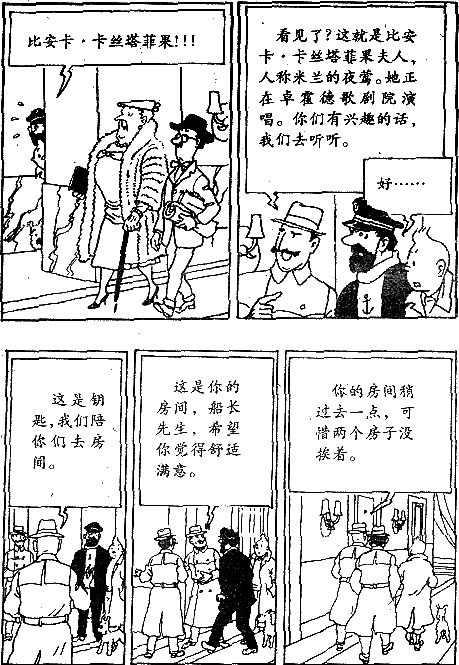 比安卡·卡丝塔菲果!!!
看见了?这就是比安
卡·卡丝塔菲果夫人,
人称米兰的夜莺。她正
在卓霍德歌剧院演
唱。你们有兴趣的话,
我们去听听。
好……
这是钥
匙,我们陪
你们去房
间。
这是你的
房间,船长
先生,希望
你觉得舒适
满意。
你的房间稍
过去一点,可
惜两个房子没
挨着。